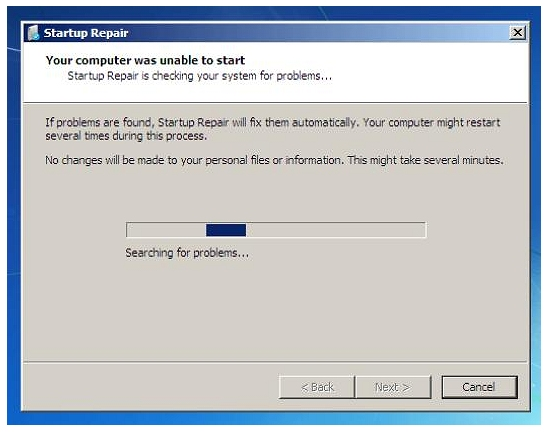 Startup Repair
Your computer was unable to start
Startup Repair is checking your system for problems...
If problems are found, Startup Repair will fix them automatically. Your computer might restart
several times during this process.
No changes will be made to your personal files or information. This might take several minutes.
Searching for problems...
< Back Next > Cancel